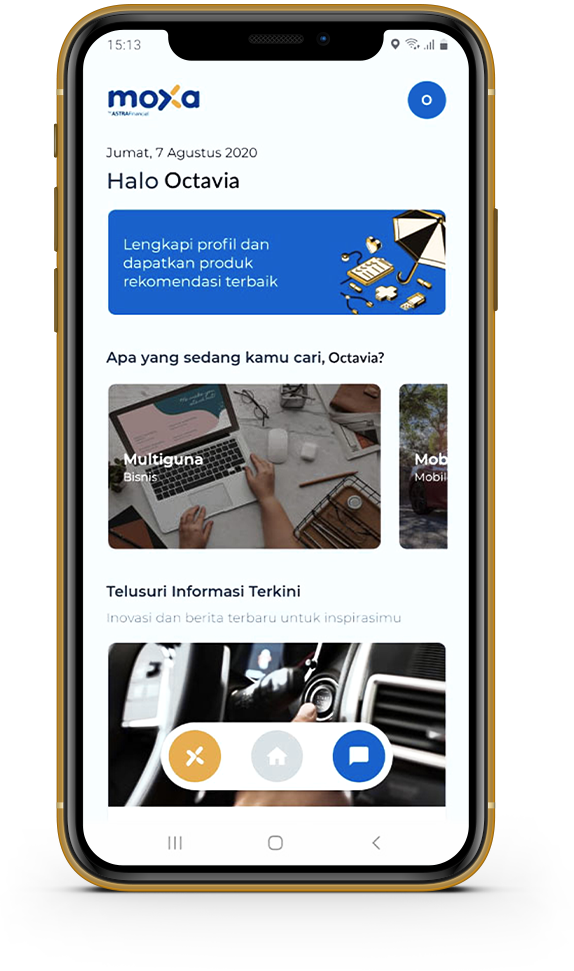 15:13
moxa
by ASTRAFinancial
O
Jumat, 7 Agustus 2020
Halo Octavia
Lengkapi profil dan
dapatkan produk
rekomendasi terbaik
Apa yang sedang kamu cari, Octavia?
Multiguna
Bisnis
Mob
Mobil
Telusuri Informasi Terkini
Inovasi dan berita terbaru untuk inspirasimu